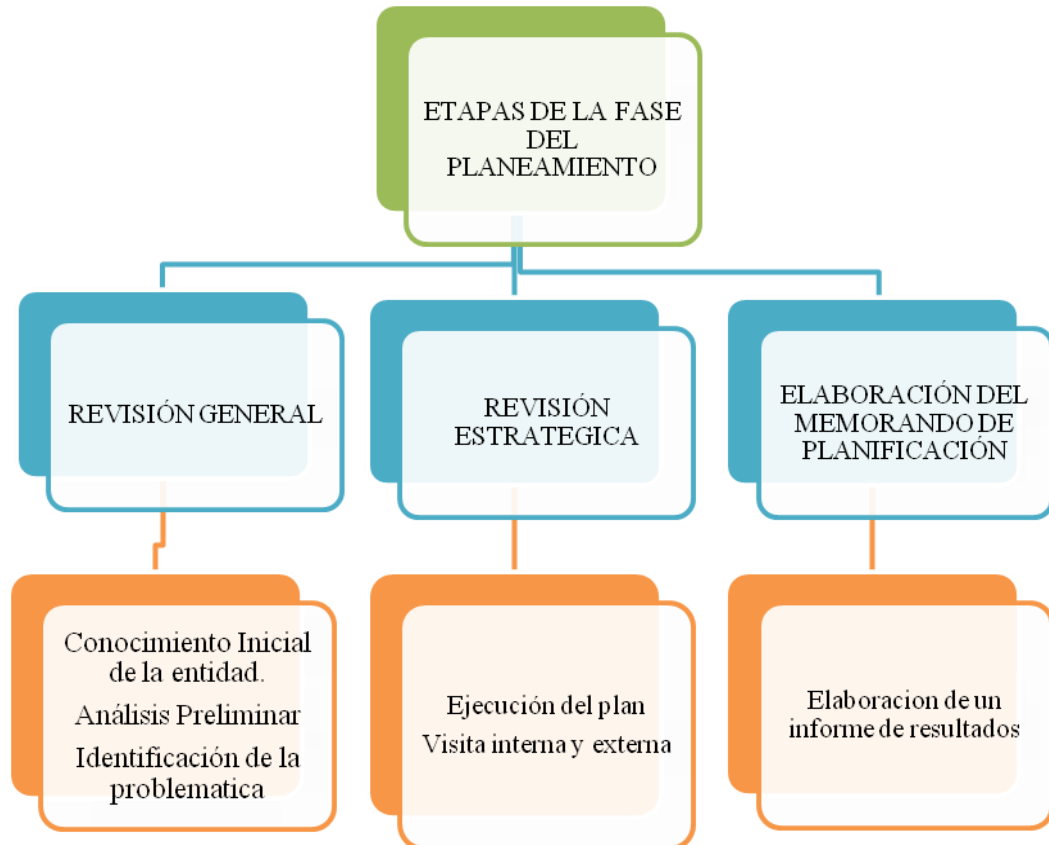 ETAPAS DE LA FASE
DEL
PLANEAMIENTO
REVISIÓN GENERAL
REVISIÓN
ESTRATEGICA
ELABORACIÓN DEL
MEMORANDO DE
PLANIFICACIÓN
Conocimiento Inicial
de la entidad.
Análisis Preliminar
Identificación de la
problematica
Ejecución del plan
Visita interna y externa
Elaboracion de un
informe de resultados